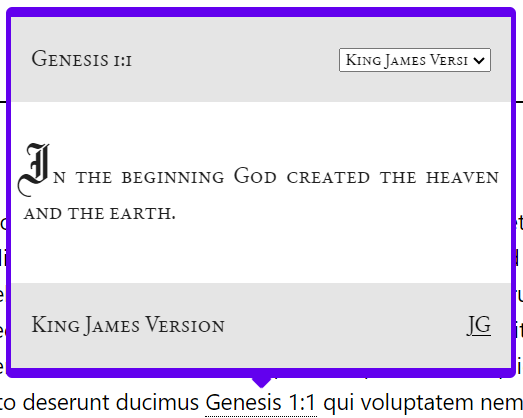 Genesis 1:1
King James Versi
In the beginning God created the heaven
and the earth.
King James Version
JG
to deserunt ducimus Genesis 1:1 qui voluptatem nem